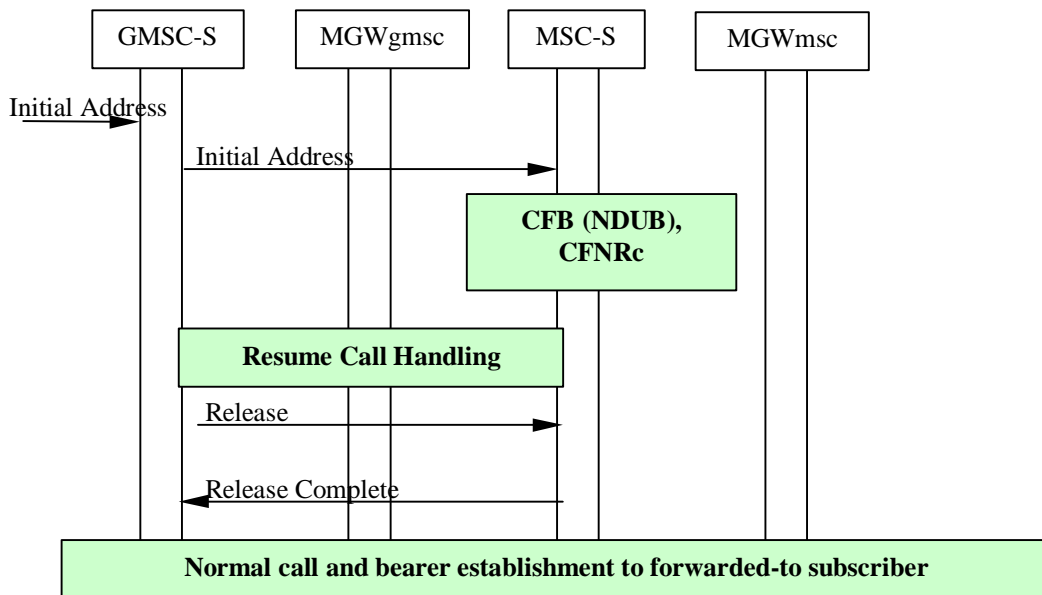 GMSC-S
MGWgmsc
MSC-S
MGWmsc
Initial Address
Initial Address
CFB (NDUB),
CFNRc
Resume Call Handling
Release
Release Complete
Normal call and bearer establishment to forwarded-to subscriber